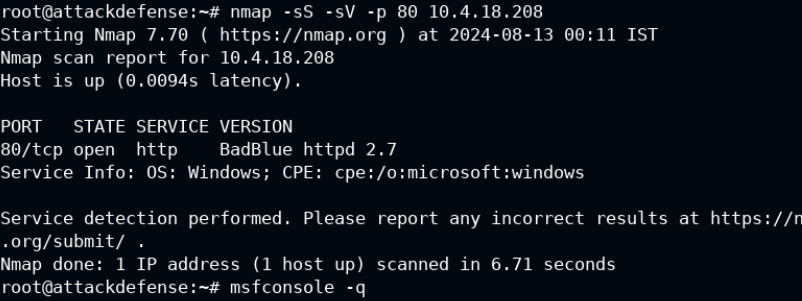 root@attackdefense:~# nmap -sS -sV -p 80 10.4.18.208
Starting Nmap 7.70 ( https://nmap.org ) at 2024-08-13 00:11 IST
Nmap scan report for 10.4.18.208
Host is up (0.0094s latency).
PORT   STATE SERVICE VERSION
80/tcp open  http    BadBlue httpd 2.7
Service Info: OS: Windows; CPE: cpe:/o:microsoft:windows
Service detection performed. Please report any incorrect results at https://n
.org/submit/ .
Nmap done: 1 IP address (1 host up) scanned in 6.71 seconds
root@attackdefense:~# msfconsole -q